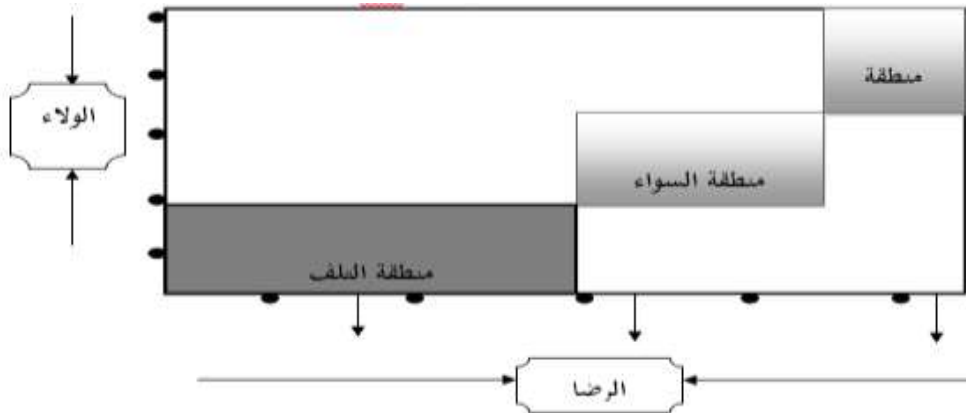 منطقة
الولاء
منطقة السواء
منطقة التلف
الرضا